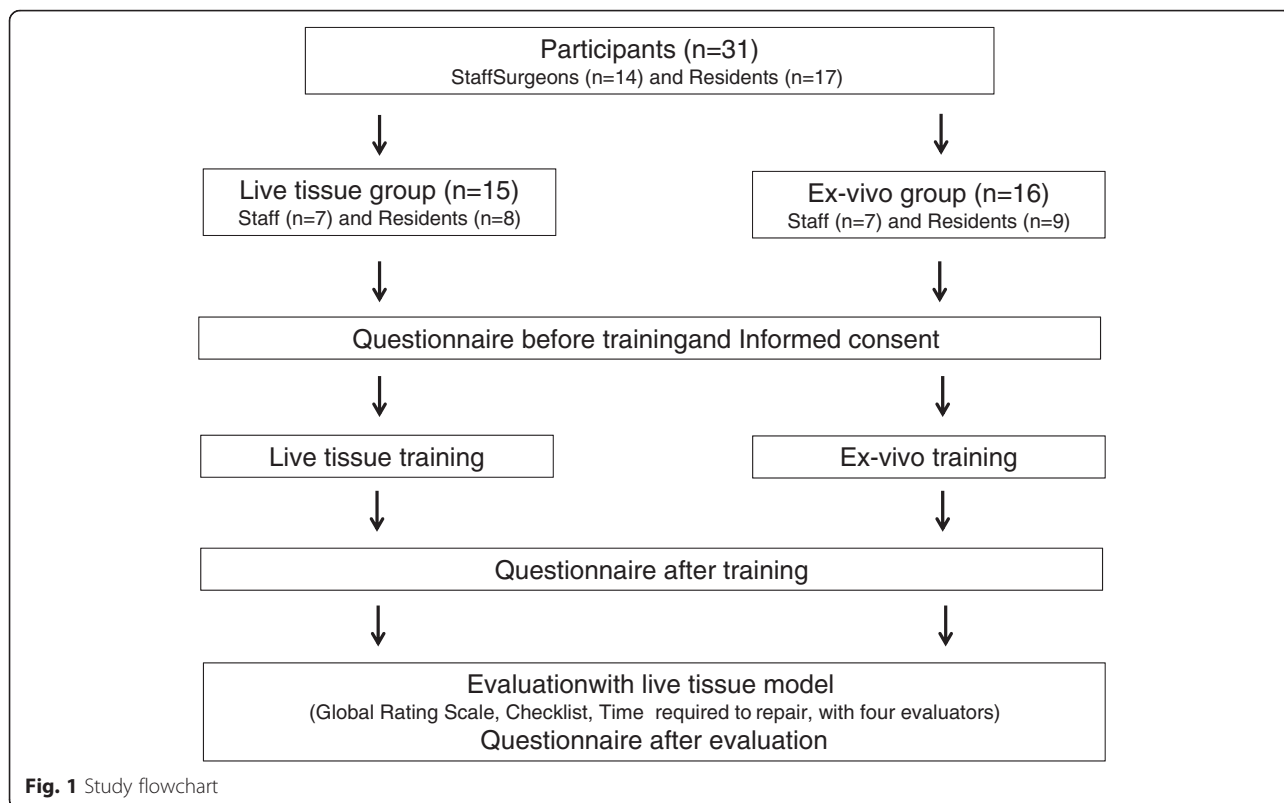 Participants (n=31)
StaffSurgeons (n=14) and Residents (n=17)
Live tissue group (n=15)
Staff (n=7) and Residents (n=8)
Ex-vivo group (n=16)
Staff (n=7) and Residents (n=9)
Questionnaire before trainingand Informed consent
Live tissue training
Ex-vivo training
Questionnaire after training
Evaluationwith live tissue model
(Global Rating Scale, Checklist, Time required to repair, with four evaluators)
Questionnaire after evaluation
Fig. 1 Study flowchart